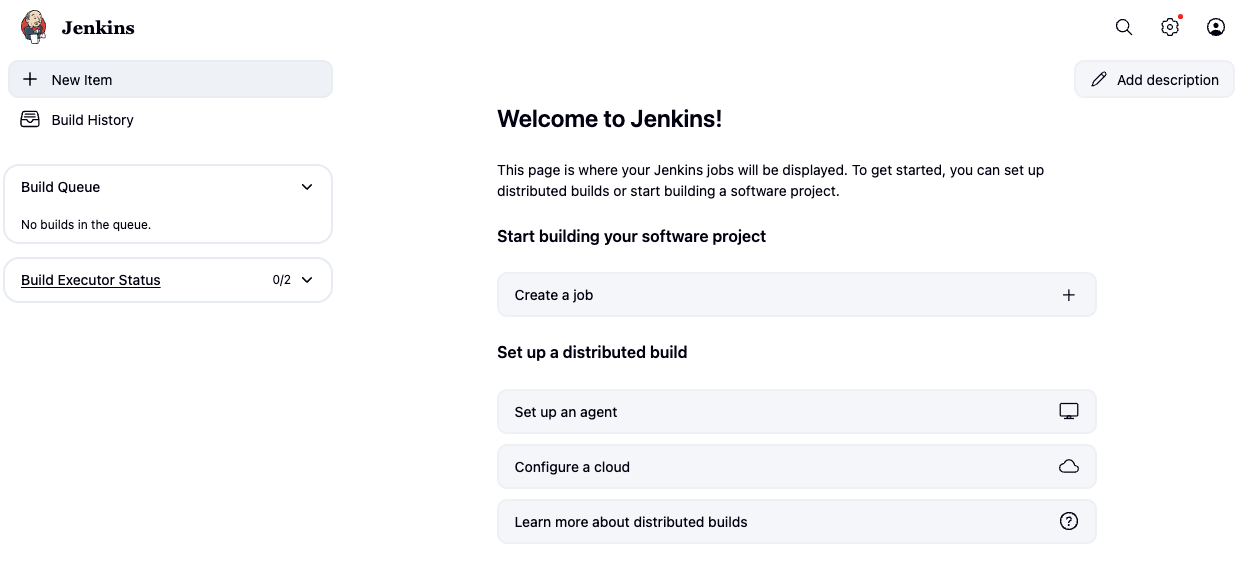 Jenkins
New Item
Build History
Build Queue
No builds in the queue.
Build Executor Status 0/2
Add description
Welcome to Jenkins!
This page is where your Jenkins jobs will be displayed. To get started, you can set up
distributed builds or start building a software project.
Start building your software project
Create a job
Set up a distributed build
Set up an agent
Configure a cloud
Learn more about distributed builds